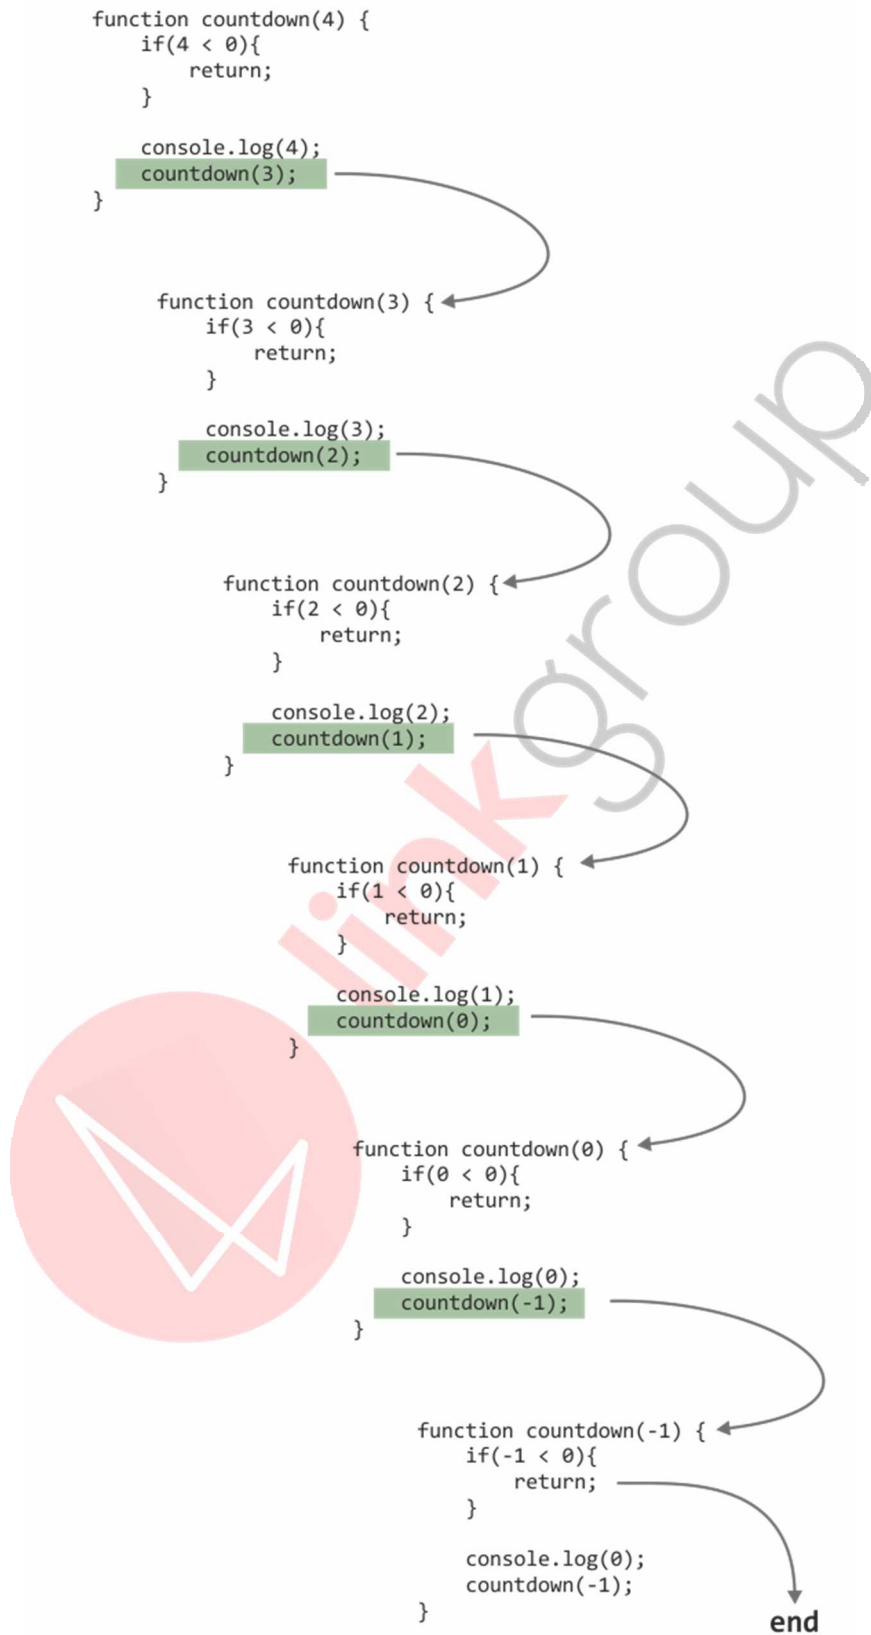 function countdown(4) {
if(4 < 0){
return;
}
console.log(4);
countdown(3);
}
function countdown(3) {
if(3 < 0){
return;
}
console.log(3);
countdown(2);
}
function countdown(2) {
if(2 < 0){
return;
}
console.log(2);
countdown(1);
}
function countdown(1) {
if(1 < 0){
return;
}
console.log(1);
countdown(0);
}
function countdown(0) {
if(0 < 0){
return;
}
console.log(0);
countdown(-1);
}
function countdown(-1) {
if(-1 < 0){
return;
}
console.log(0);
countdown(-1);
}
end
linkgroup